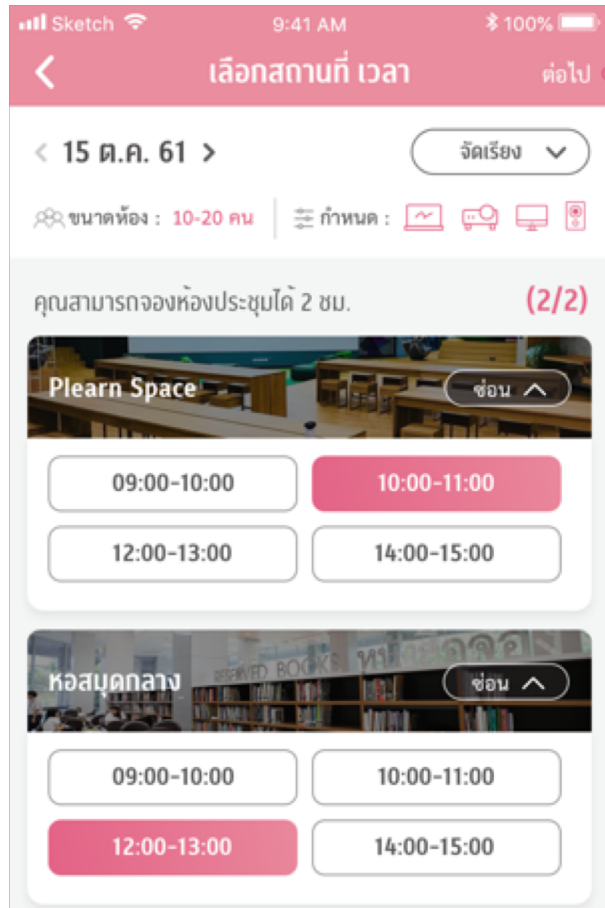 Sketch 9:41 AM 100%
เลือกสถานที่ เวลา ต่อไป
15 ต.ค. 61 จัดเรียง
ขนาดห้อง : 10-20 คน กำหนด :
คุณสามารถจองห้องประชุมได้ 2 ชม. (2/2)
Plearn Space ซ่อน
09:00-10:00 10:00-11:00
12:00-13:00 14:00-15:00
RESERVED BOOKS
หอสมุดกลาง ซ่อน
09:00-10:00 10:00-11:00
12:00-13:00 14:00-15:00